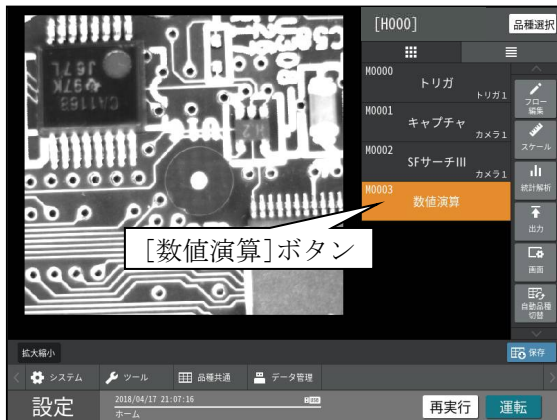 [H000]
品種選択
M0000
トリガ
トリガ1
M0001
キャプチャ
カメラ1
M0002
SFサーチIII
カメラ1
M0003
数値演算
[数値演算]ボタン
フロー
編集
スケール
統計解析
出力
画面
自動品種
切替
拡大縮小
保存
システム
ツール
品種共通
データ管理
設定
2018/04/17 21:07:16
ホーム
再実行
運転